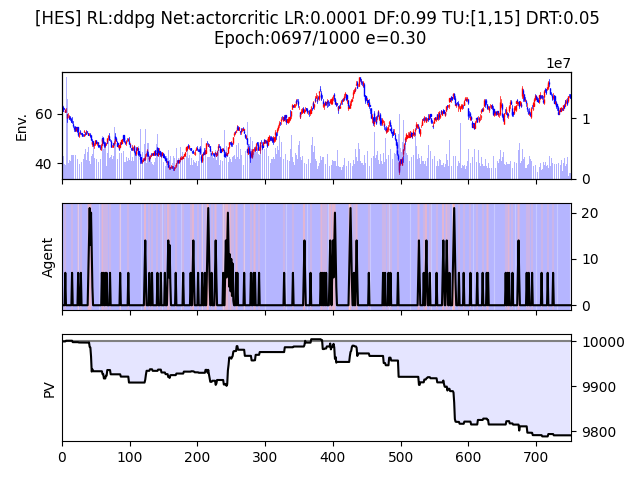 [HES] RL:ddpg Net:actorcritic LR:0.0001 DF:0.99 TU:[1,15] DRT:0.05
Epoch:0697/1000 e=0.30
1e7
60
40
Env.
1
0
Agent
20
10
0
PV
10000
9900
9800
0 100 200 300 400 500 600 700